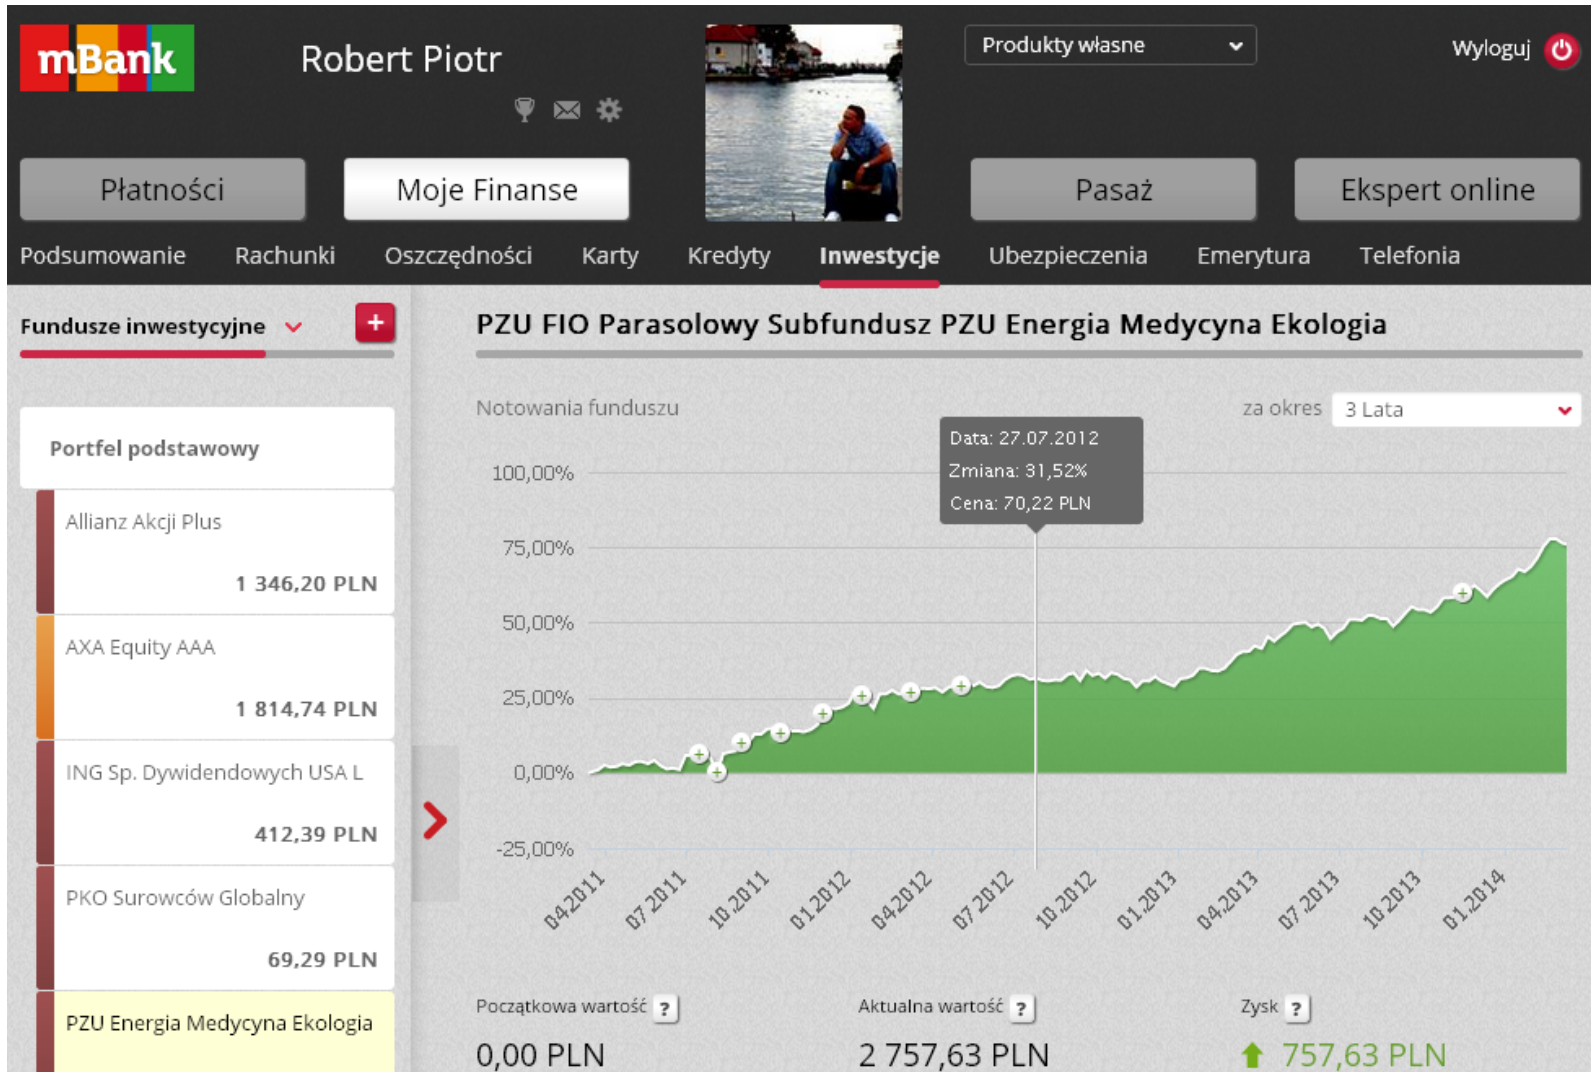 mBank
Robert Piotr
Produkty własne
Wyloguj
Płatności
Moje Finanse
Pasaż
Ekspert online
Podsumowanie
Rachunki
Oszczędności
Karty
Kredyty
Inwestycje
Ubezpieczenia
Emerytura
Telefonia
Fundusze inwestycyjne
+
Portfel podstawowy
Allianz Akcji Plus
1 346,20 PLN
AXA Equity AAA
1 814,74 PLN
ING Sp. Dywidendowych USA L
412,39 PLN
PKO Surowców Globalny
69,29 PLN
PZU Energia Medycyna Ekologia
PZU FIO Parasolowy Subfundusz PZU Energia Medycyna Ekologia
Notowania funduszu
za okres
3 Lata
Data: 27.07.2012
Zmiana: 31,52%
Cena: 70,22 PLN
100,00%
75,00%
50,00%
25,00%
0,00%
-25,00%
04.2011
07.2011
10.2011
01.2012
04.2012
07.2012
10.2012
01.2013
04.2013
07.2013
10.2013
01.2014
Początkowa wartość ?
0,00 PLN
Aktualna wartość ?
2 757,63 PLN
Zysk ?
757,63 PLN